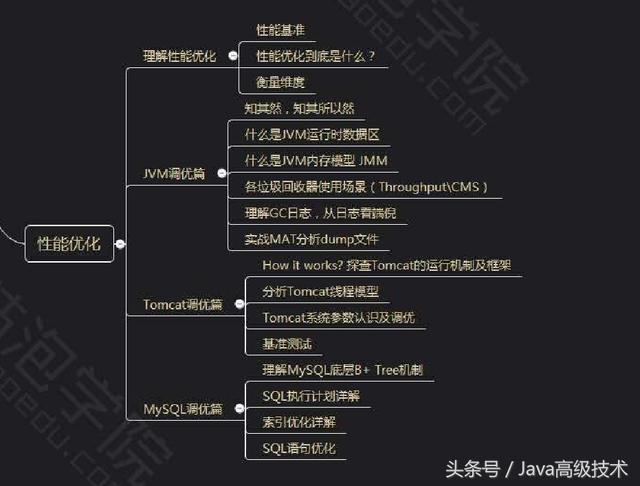 性能优化
理解性能优化
性能基准
性能优化到底是什么？
衡量维度
JVM调优篇
知其然，知其所以然
什么是JVM运行时数据区
什么是JVM内存模型 JMM
各垃圾回收器使用场景（Throughput\CMS）
理解GC日志，从日志看端倪
实战MAT分析dump文件
Tomcat调优篇
How it works? 探查Tomcat的运行机制及框架
分析Tomcat线程模型
Tomcat系统参数认识及调优
基准测试
MySQL调优篇
理解MySQL底层B+ Tree机制
SQL执行计划详解
索引优化详解
SQL语句优化
头条号 / Java高级技术
泡学院
aoedu.com